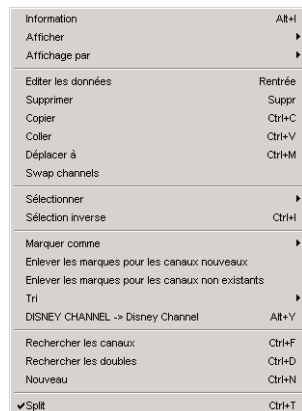 Information Alt+I
Afficher
Affichage par
Editer les données Rentrée
Supprimer Suppr
Copier Ctrl+C
Coller Ctrl+V
Déplacer à Ctrl+M
Swap channels
Sélectionner
Sélection inverse Ctrl+I
Marquer comme
Enlever les marques pour les canaux nouveaux
Enlever les marques pour les canaux non existants
Tri
DISNEY CHANNEL -> Disney Channel Alt+Y
Rechercher les canaux Ctrl+F
Rechercher les doubles Ctrl+D
Nouveau Ctrl+N
Split Ctrl+T